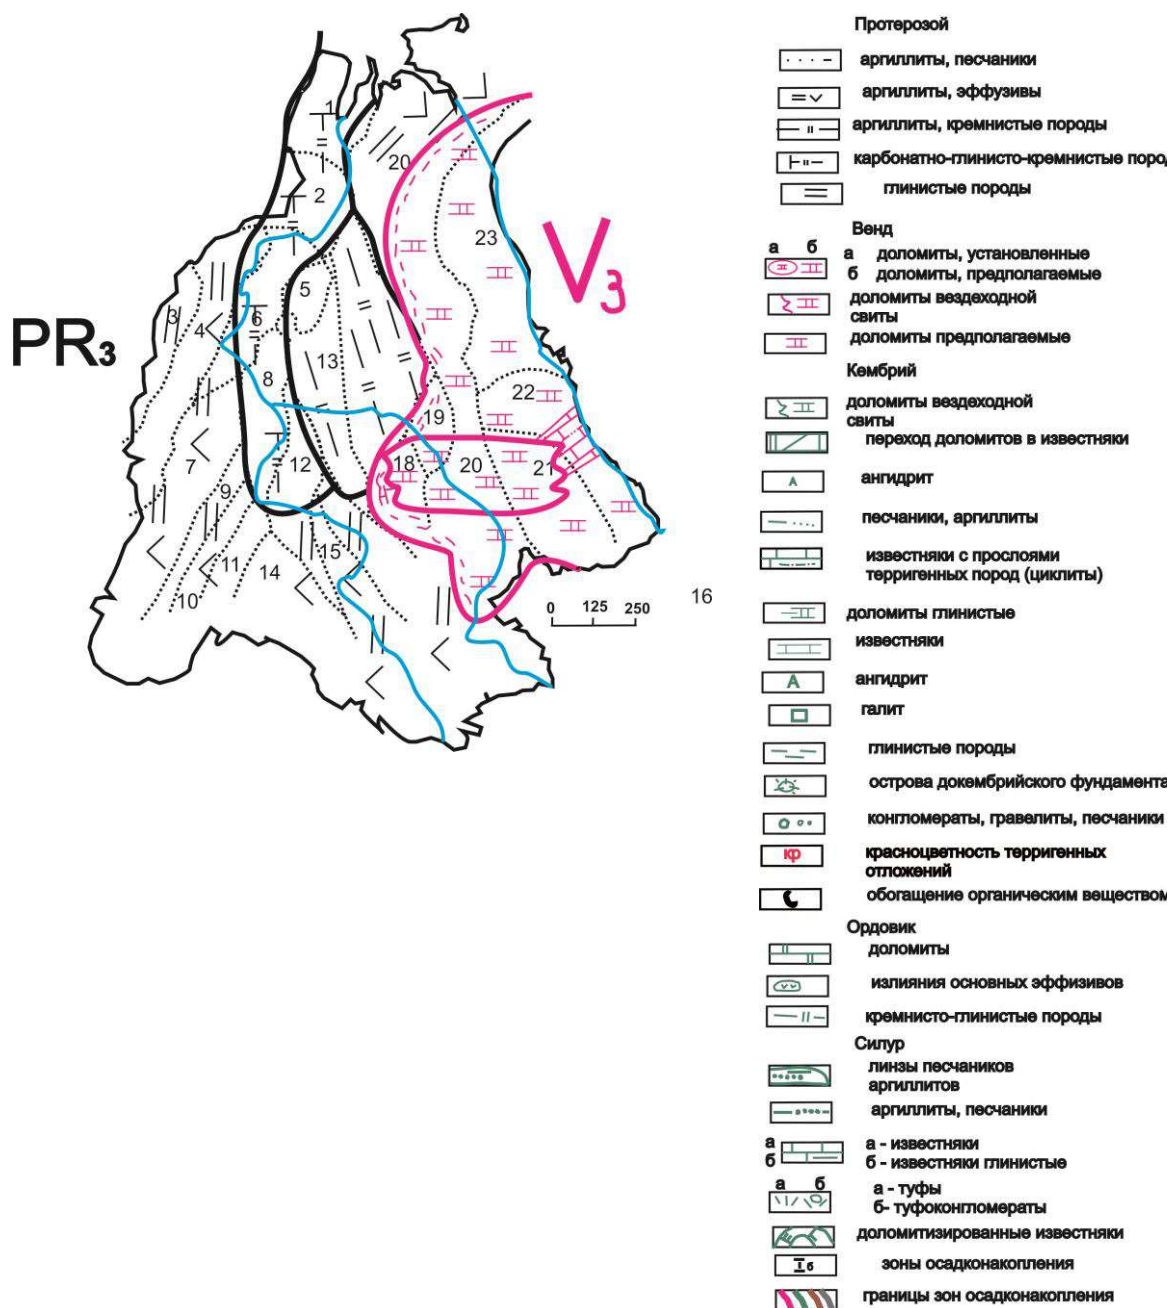 1
20
2
23
V₃
5
3
4
6
PR₃
13
8
22
19
7
12
18
20
21
9
15
11
14
10
16
0 125 250
Протерозой
аргиллиты, песчаники
аргиллиты, эффузивы
аргиллиты, кремнистые породы
карбонатно-глинисто-кремнистые пород
глинистые породы
Венд
а б
а доломиты, установленные
б доломиты, предполагаемые
доломиты вездеходной
свиты
доломиты предполагаемые
Кембрий
доломиты вездеходной
свиты
переход доломитов в известняки
А ангидрит
песчаники, аргиллиты
известняки с прослоями
терригенных пород (циклиты)
доломиты глинистые
известняки
А ангидрит
галит
глинистые породы
острова докембрийского фундамента
конгломераты, гравелиты, песчаники
кр красноцветность терригенных
отложений
обогащение органическим веществом
Ордовик
доломиты
излияния основных эффизивов
кремнисто-глинистые породы
Силур
линзы песчаников
аргиллитов
аргиллиты, песчаники
а а - известняки
б б - известняки глинистые
а б
а - туфы
б- туфоконгломераты
доломитизированные известняки
I б зоны осадконакопления
границы зон осадконакопления